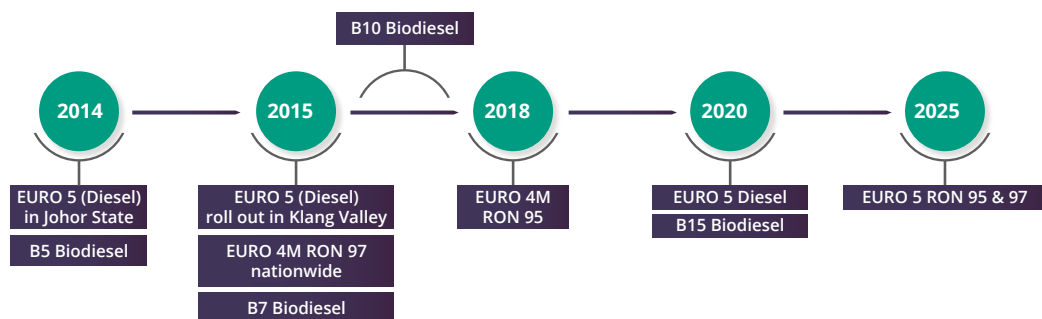 B10 Biodiesel
2014
2015
2018
2020
2025
EURO 5 (Diesel)
in Johor State
B5 Biodiesel
EURO 5 (Diesel)
roll out in Klang Valley
EURO 4M RON 97
nationwide
B7 Biodiesel
EURO 4M
RON 95
EURO 5 Diesel
B15 Biodiesel
EURO 5 RON 95 & 97